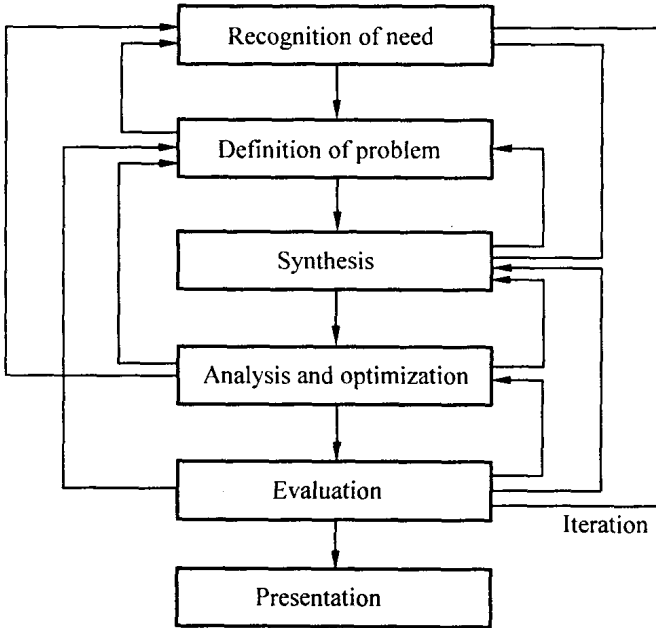 Recognition of need
Definition of problem
Synthesis
Analysis and optimization
Evaluation
Iteration
Presentation